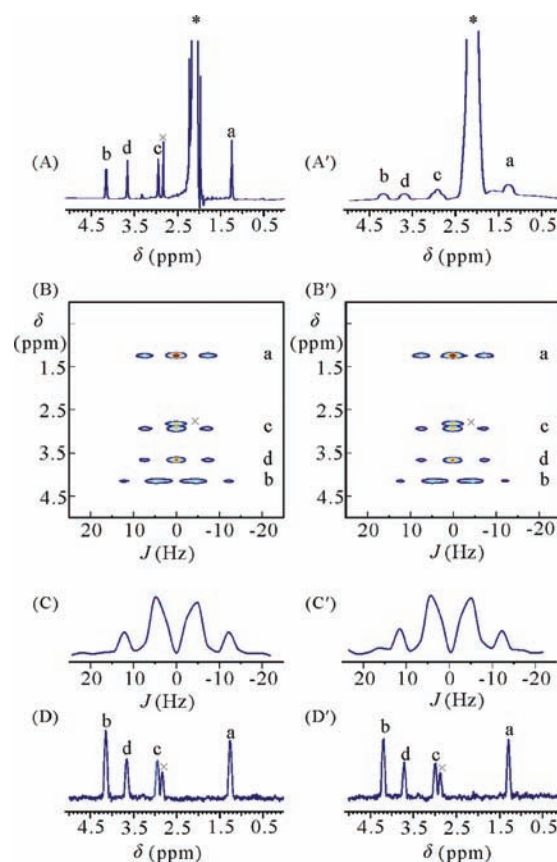 * *
a
b d c × a
b d c
(A) (A′)
4.5 3.5 2.5 1.5 0.5 4.5 3.5 2.5 1.5 0.5
δ (ppm) δ (ppm)
(B) (B′)
δ δ
(ppm) (ppm)
a a
1.5 1.5
2.5 × 2.5 ×
c c
3.5 d 3.5 d
b b
4.5 4.5
20 10 0 -10 -20 20 10 0 -10 -20
J (Hz) J (Hz)
(C) (C′)
20 10 0 -10 -20 20 10 0 -10 -20
J (Hz) J (Hz)
(D) (D′)
b d c × a b d c × a
4.5 3.5 2.5 1.5 0.5 4.5 3.5 2.5 1.5 0.5
δ (ppm) δ (ppm)